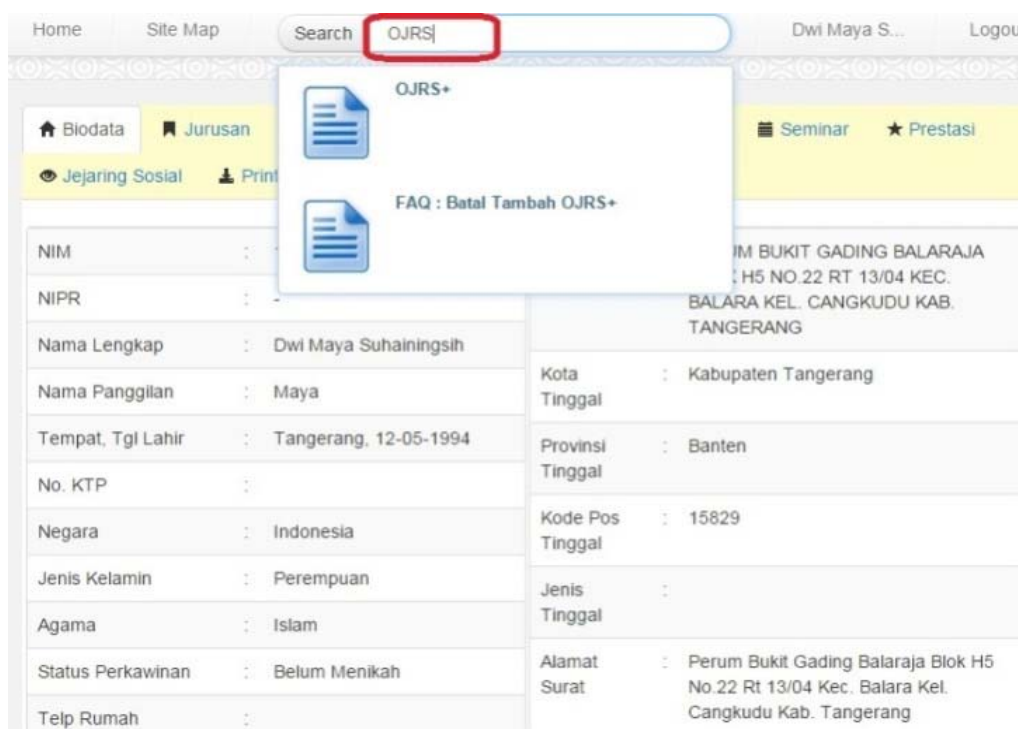 Home Site Map Search OJRS Dwi Maya S... Logou
OJRS+
Biodata Jurusan Seminar Prestasi
Jejaring Sosial Print
FAQ : Batal Tambah OJRS+
NIM :
NIPR : -
Nama Lengkap : Dwi Maya Suhainingsih
Nama Panggilan : Maya
Tempat, Tgl Lahir : Tangerang, 12-05-1994
No. KTP :
Negara : Indonesia
Jenis Kelamin : Perempuan
Agama : Islam
Status Perkawinan : Belum Menikah
Telp Rumah :
BUKIT GADING BALARAJA
H5 NO.22 RT 13/04 KEC.
BALARA KEL. CANGKUDU KAB.
TANGERANG
Kota : Kabupaten Tangerang
Tinggal
Provinsi : Banten
Tinggal
Kode Pos : 15829
Tinggal
Jenis :
Tinggal
Alamat : Perum Bukit Gading Balaraja Blok H5
Surat No.22 Rt 13/04 Kec. Balara Kel.
Cangkudu Kab. Tangerang